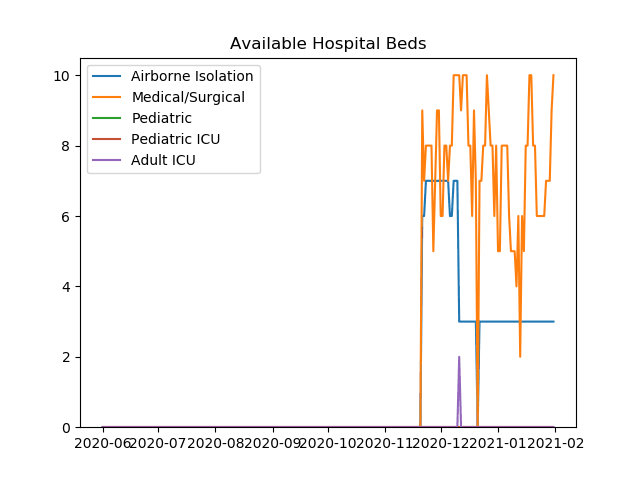 Available Hospital Beds
Airborne Isolation
Medical/Surgical
Pediatric
Pediatric ICU
Adult ICU
10
8
6
4
2
0
2020-06 2020-07 2020-08 2020-09 2020-10 2020-11 2020-12 2021-01 2021-02